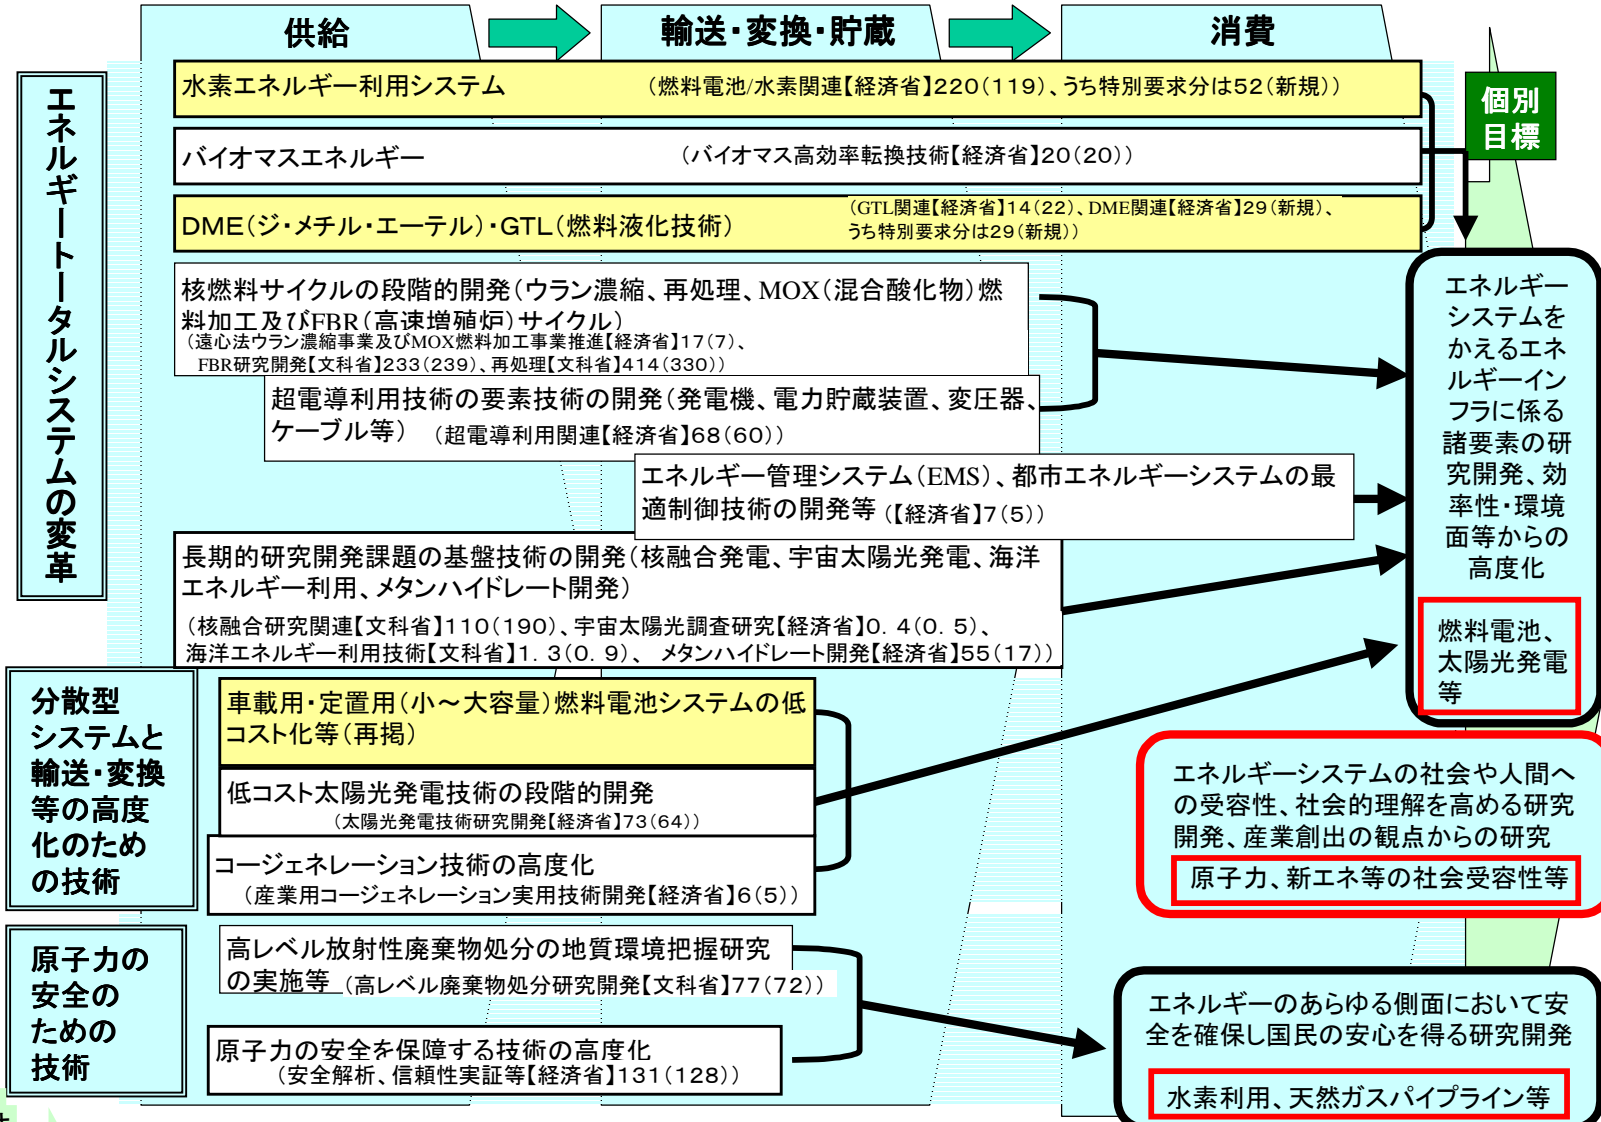 供給
輸送・変換・貯蔵
消費
エネルギートータルシステムの変革
水素エネルギー利用システム
（燃料電池/水素関連【経済省】220（119）、うち特別要求分は52（新規））
バイオマスエネルギー
（バイオマス高効率転換技術【経済省】20（20））
DME（ジ・メチル・エーテル）・GTL（燃料液化技術）
（GTL関連【経済省】14（22）、DME関連【経済省】29（新規）、
うち特別要求分は29（新規））
核燃料サイクルの段階的開発（ウラン濃縮、再処理、MOX（混合酸化物）燃
料加工及びFBR（高速増殖炉）サイクル）
（遠心法ウラン濃縮事業及びMOX燃料加工事業推進【経済省】17（7）、
FBR研究開発【文科省】233（239）、再処理【文科省】414（330））
超電導利用技術の要素技術の開発（発電機、電力貯蔵装置、変圧器、
ケーブル等）（超電導利用関連【経済省】68（60））
エネルギー管理システム（EMS）、都市エネルギーシステムの最
適制御技術の開発等（【経済省】7（5））
長期的研究開発課題の基盤技術の開発（核融合発電、宇宙太陽光発電、海洋
エネルギー利用、メタンハイドレート開発）
（核融合研究関連【文科省】110（190）、宇宙太陽光調査研究【経済省】0．4（0．5）、
海洋エネルギー利用技術【文科省】1．3（0．9）、 メタンハイドレート開発【経済省】55（17））
分散型
システムと
輸送・変換
等の高度
化のため
の技術
車載用・定置用（小～大容量）燃料電池システムの低
コスト化等（再掲）
低コスト太陽光発電技術の段階的開発
（太陽光発電技術研究開発【経済省】73（64））
コージェネレーション技術の高度化
（産業用コージェネレーション実用技術開発【経済省】6（5））
原子力の
安全の
ための
技術
高レベル放射性廃棄物処分の地質環境把握研究
の実施等（高レベル廃棄物処分研究開発【文科省】77（72））
原子力の安全を保障する技術の高度化
（安全解析、信頼性実証等【経済省】131（128））
個別
目標
エネルギー
システムを
かえるエネ
ルギーイン
フラに係る
諸要素の研
究開発、効
率性・環境
面等からの
高度化
燃料電池、
太陽光発電
等
エネルギーシステムの社会や人間へ
の受容性、社会的理解を高める研究
開発、産業創出の観点からの研究
原子力、新エネ等の社会受容性等
エネルギーのあらゆる側面において安
全を確保し国民の安心を得る研究開発
水素利用、天然ガスパイプライン等